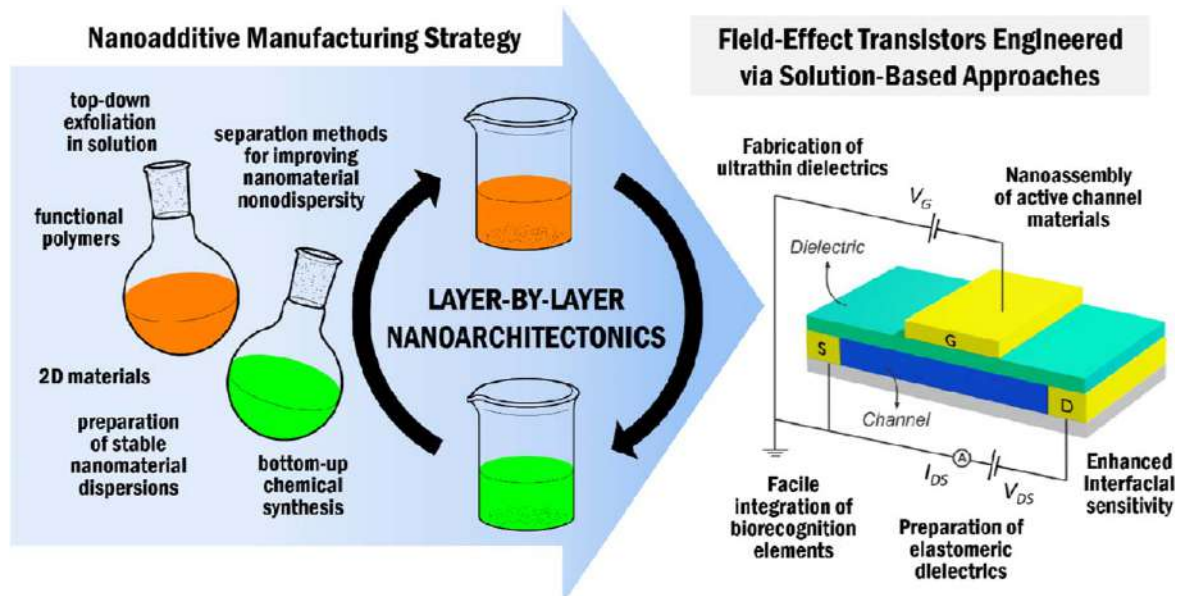 Nanoadditive Manufacturing Strategy
top-down
exfoliation
in solution
separation methods
for improving
nanomaterial
nonodispersity
functional
polymers
LAYER-BY-LAYER
NANOARCHITECTONICS
2D materials
preparation
of stable
nanomaterial
dispersions
bottom-up
chemical
synthesis
Field-Effect Transistors Engineered
via Solution-Based Approaches
Fabrication of
ultrathin dielectrics
Nanoassembly
of active channel
materials
VG
Dielectric
G
S
D
Channel
A
IDS
VDS
Facile
integration of
biorecognition
elements
Preparation of
elastomeric
dielectrics
Enhanced
interfacial
sensitivity